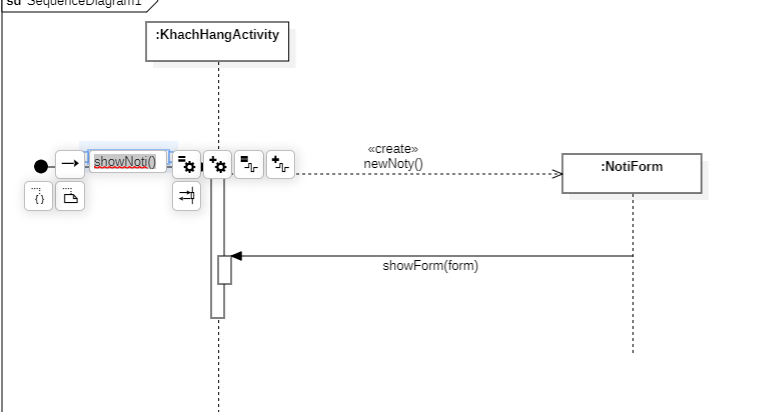 sd SequenceDiagram1
:KhachHangActivity
showNoti()
«create»
newNoty()
:NotiForm
showForm(form)